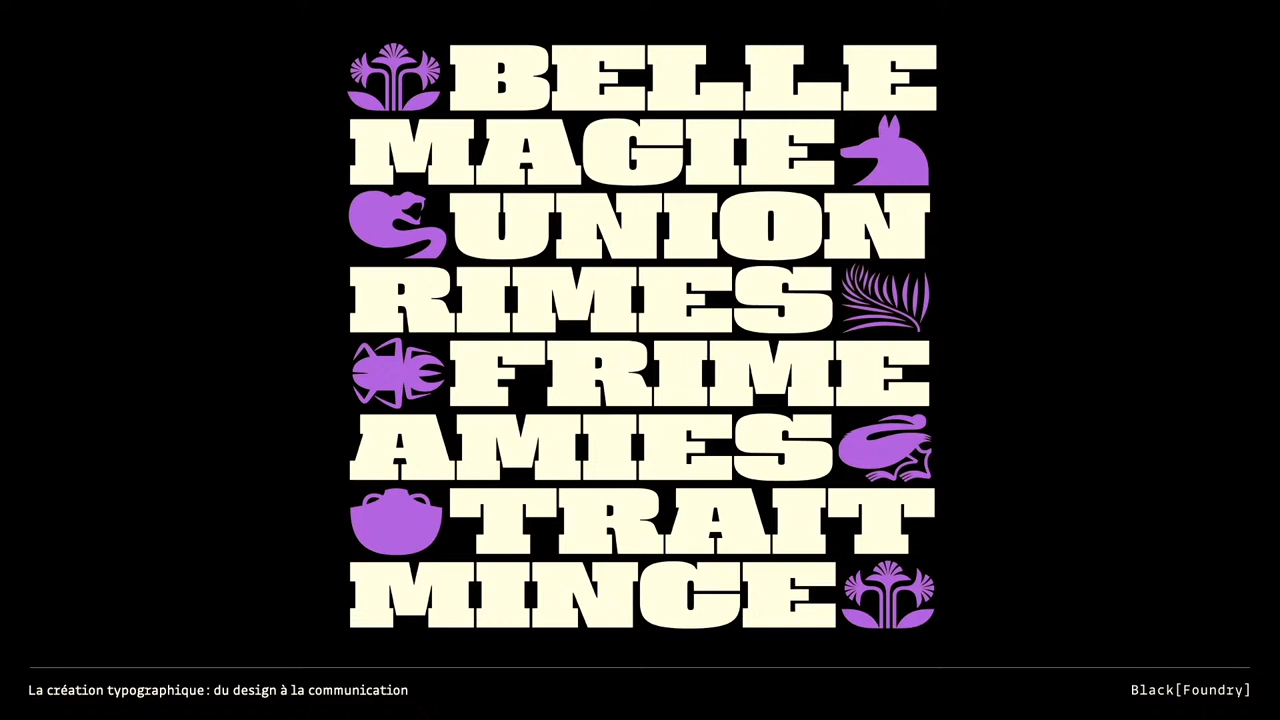 BELLE
MAGIE
UNION
RIMES
FRIME
AMIES
TRAIT
MINCE
La création typographique : du design à la communication
Black[Foundry]